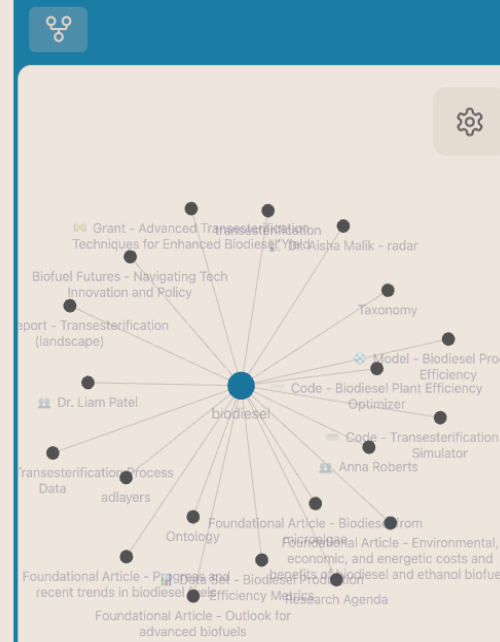 Grant - Advanced Transesterification
Techniques for Enhanced Biodiesel Yield
transesterification
Dr. Aisha Malik - radar
Biofuel Futures - Navigating Tech
Innovation and Policy
Taxonomy
eport - Transesterification
(landscape)
Model - Biodiesel Pro
Efficiency
Code - Biodiesel Plant Efficiency
Optimizer
Dr. Liam Patel
biodiesel
Code - Transesterification
Simulator
Anna Roberts
Transesterification Process
Data
adlayers
Foundational Article - Biodiesel from
microalgae
Ontology
Foundational Article - Environmental,
economic, and energetic costs and
benefits of biodiesel and ethanol biofue
Foundational Article - Progress and
recent trends in biodiesel fuels
Data Set - Biodiesel Production
Efficiency Metrics
Research Agenda
Foundational Article - Outlook for
advanced biofuels